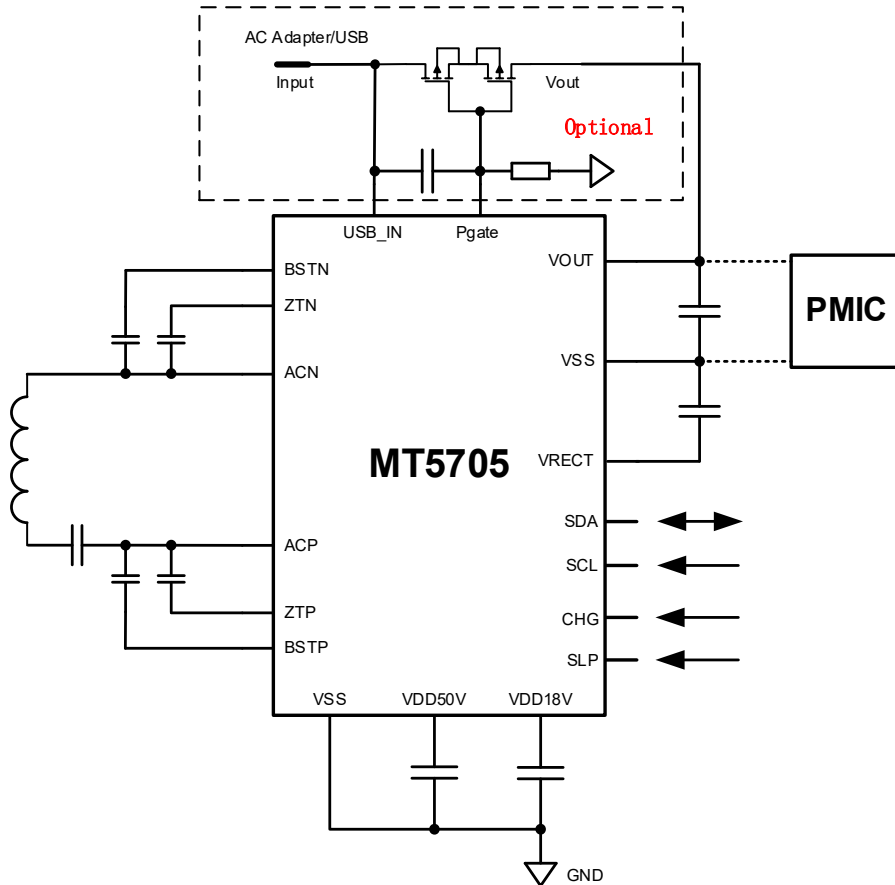 AC Adapter/USB
Input
Vout
Optional
USB_IN
Pgate
BSTN
VOUT
ZTN
PMIC
VSS
ACN
MT5705
VRECT
SDA
ACP
SCL
ZTP
CHG
BSTP
SLP
VSS
VDD50V
VDD18V
GND